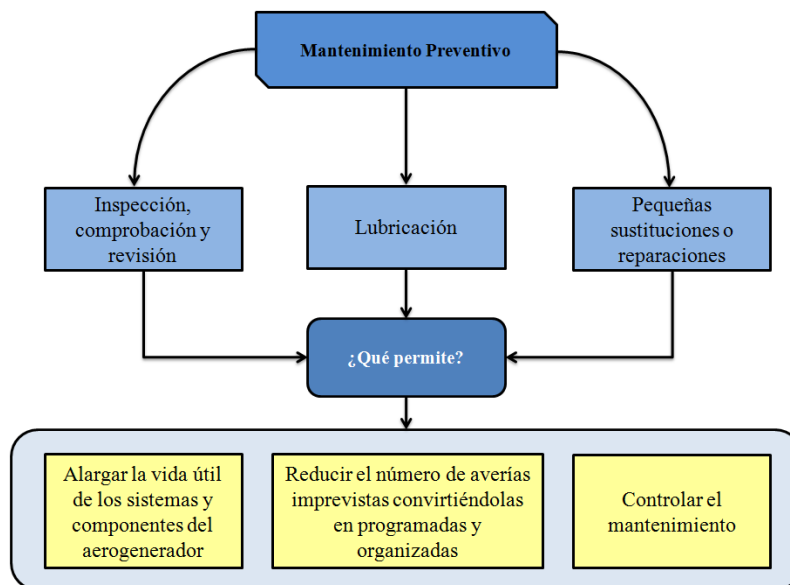 Mantenimiento Preventivo
Inspección,
comprobación y
revisión
Lubricación
Pequeñas
sustituciones o
reparaciones
¿Qué permite?
Alargar la vida útil
de los sistemas y
componentes del
aerogenerador
Reducir el número de averías
imprevistas convirtiéndolas
en programadas y
organizadas
Controlar el
mantenimiento